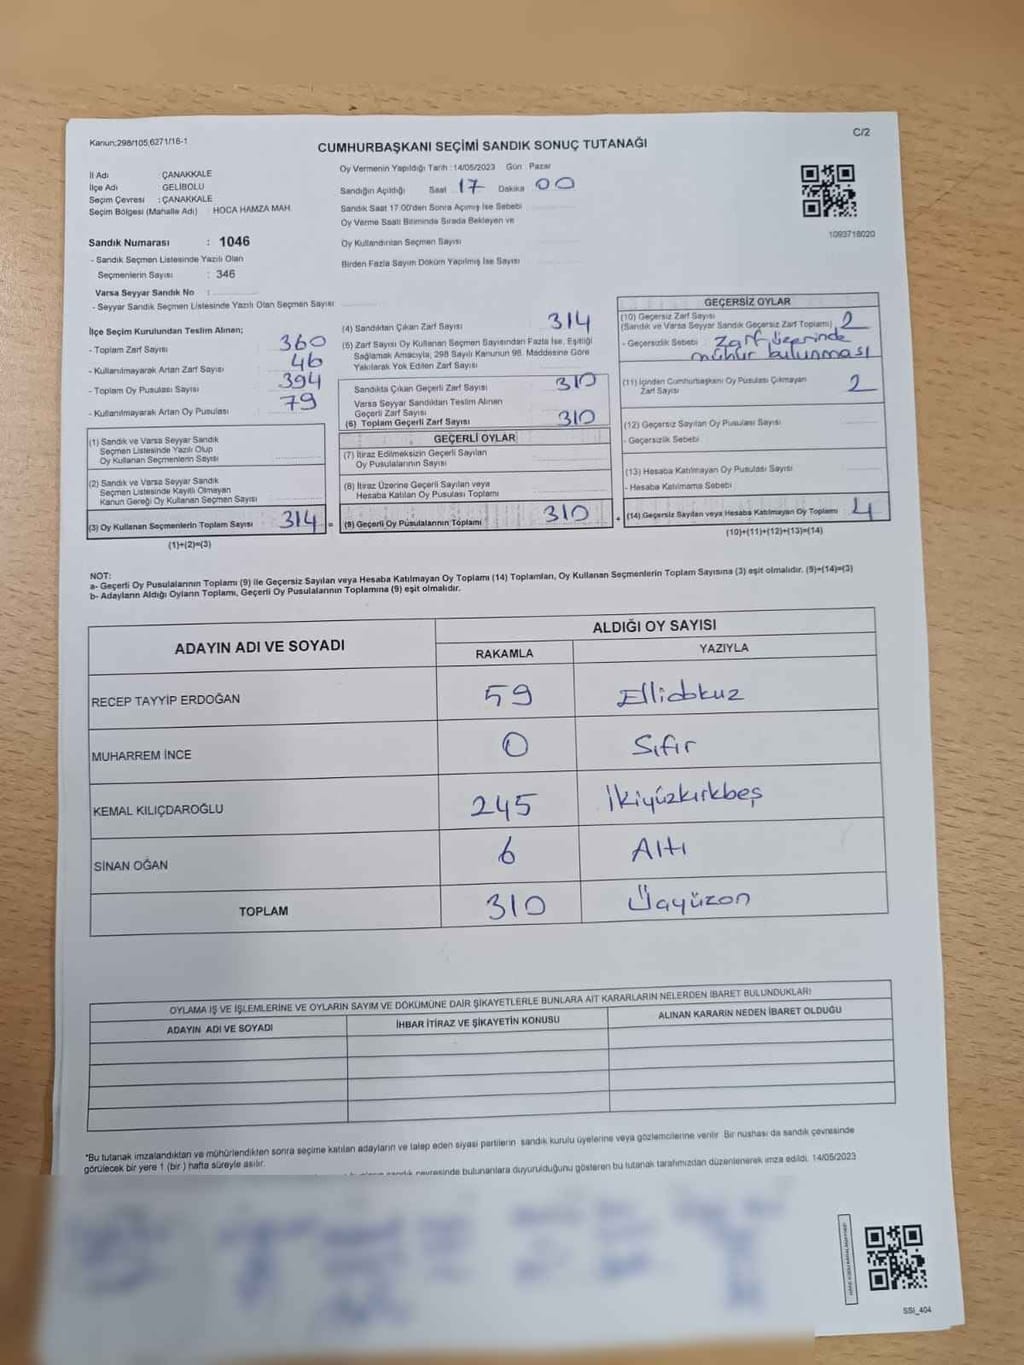 Kanun;298/105,6271/16-1
C/2
CUMHURBAŞKANI SEÇİMİ SANDIK SONUÇ TUTANAĞI
İl Adı : ÇANAKKALE
İlçe Adı : GELİBOLU
Seçim Çevresi : ÇANAKKALE
Seçim Bölgesi (Mahalle Adı) HOCA HAMZA MAH.
Oy Vermenin Yapıldığı Tarih : 14/05/2023 Gün : Pazar
Sandığın Açıldığı Saat 17 Dakika 00
Sandık Saat 17.00'den Sonra Açılmış İse Sebebi
Oy Verme Saati Bitiminde Sırada Bekleyen ve
Oy Kullandırılan Seçmen Sayısı
Birden Fazla Sayım Döküm Yapılmış İse Sayısı
1093718020
Sandık Numarası : 1046
- Sandık Seçmen Listesinde Yazılı Olan
Seçmenlerin Sayısı : 346
Varsa Seyyar Sandık No :
- Seyyar Sandık Seçmen Listesinde Yazılı Olan Seçmen Sayısı
İlçe Seçim Kurulundan Teslim Alınan;
- Toplam Zarf Sayısı 360
- Kullanılmayarak Artan Zarf Sayısı 46
- Toplam Oy Pusulası Sayısı 394
- Kullanılmayarak Artan Oy Pusulası 79
(1) Sandık ve Varsa Seyyar Sandık
Seçmen Listesinde Yazılı Olup
Oy Kullanan Seçmenlerin Sayısı
(2) Sandık ve Varsa Seyyar Sandık
Seçmen Listesinde Kayıtlı Olmayan
Kanun Gereği Oy Kullanan Seçmen Sayısı
(3) Oy Kullanan Seçmenlerin Toplam Sayısı 314 =
(1)+(2)=(3)
(4) Sandıktan Çıkan Zarf Sayısı 314
(5) Zarf Sayısı Oy Kullanan Seçmen Sayısından Fazla İse, Eşitliği
Sağlamak Amacıyla, 298 Sayılı Kanunun 98. Maddesine Göre
Yakılarak Yok Edilen Zarf Sayısı
Sandıkta Çıkan Geçerli Zarf Sayısı 310
Varsa Seyyar Sandıktan Teslim Alınan
Geçerli Zarf Sayısı
(6) Toplam Geçerli Zarf Sayısı 310
GEÇERLİ OYLAR
(7) İtiraz Edilmeksizin Geçerli Sayılan
Oy Pusulalarının Sayısı
(8) İtiraz Üzerine Geçerli Sayılan veya
Hesaba Katılan Oy Pusulası Toplamı
(9) Geçerli Oy Pusulalarının Toplamı 310 +
GEÇERSİZ OYLAR
(10) Geçersiz Zarf Sayısı
(Sandık ve Varsa Seyyar Sandık Geçersiz Zarf Toplamı) 2
- Geçersizlik Sebebi Zarf üzerinde
mühür bulunması
(11) İçinden Cumhurbaşkanı Oy Pusulası Çıkmayan
Zarf Sayısı 2
(12) Geçersiz Sayılan Oy Pusulası Sayısı
- Geçersizlik Sebebi
(13) Hesaba Katılmayan Oy Pusulası Sayısı
- Hesaba Katılmama Sebebi
(14) Geçersiz Sayılan veya Hesaba Katılmayan Oy Toplamı 4
(10)+(11)+(12)+(13)=(14)
NOT:
a- Geçerli Oy Pusulalarının Toplamı (9) ile Geçersiz Sayılan veya Hesaba Katılmayan Oy Toplamı (14) Toplamları, Oy Kullanan Seçmenlerin Toplam Sayısına (3) eşit olmalıdır. (9)+(14)=(3)
b- Adayların Aldığı Oyların Toplamı, Geçerli Oy Pusulalarının Toplamına (9) eşit olmalıdır.
ADAYIN ADI VE SOYADI
ALDIĞI OY SAYISI
RAKAMLA YAZIYLA
RECEP TAYYİP ERDOĞAN 59 Ellidokuz
MUHARREM İNCE 0 Sıfır
KEMAL KILIÇDAROĞLU 245 İkiyüzkırkbeş
SİNAN OĞAN 6 Altı
TOPLAM 310 Üçyüzon
OYLAMA İŞ VE İŞLEMLERİNE VE OYLARIN SAYIM VE DÖKÜMÜNE DAİR ŞİKAYETLERLE BUNLARA AİT KARARLARIN NELERDEN İBARET BULUNDUKLARI
ADAYIN ADI VE SOYADI İHBAR İTİRAZ VE ŞİKAYETİN KONUSU ALINAN KARARIN NEDEN İBARET OLDUĞU
*Bu tutanak imzalandıktan ve mühürlendikten sonra seçime katılan adayların ve talep eden siyasi partilerin sandık kurulu üyelerine veya gözlemcilerine verilir. Bir nüshası da sandık çevresinde
görülecek bir yere 1 (bir ) hafta süreyle asılır.
sandık çevresinde bulunanlara duyurulduğunu gösteren bu tutanak tarafımızdan düzenlenerek imza edildi. 14/05/2023
SSI_404